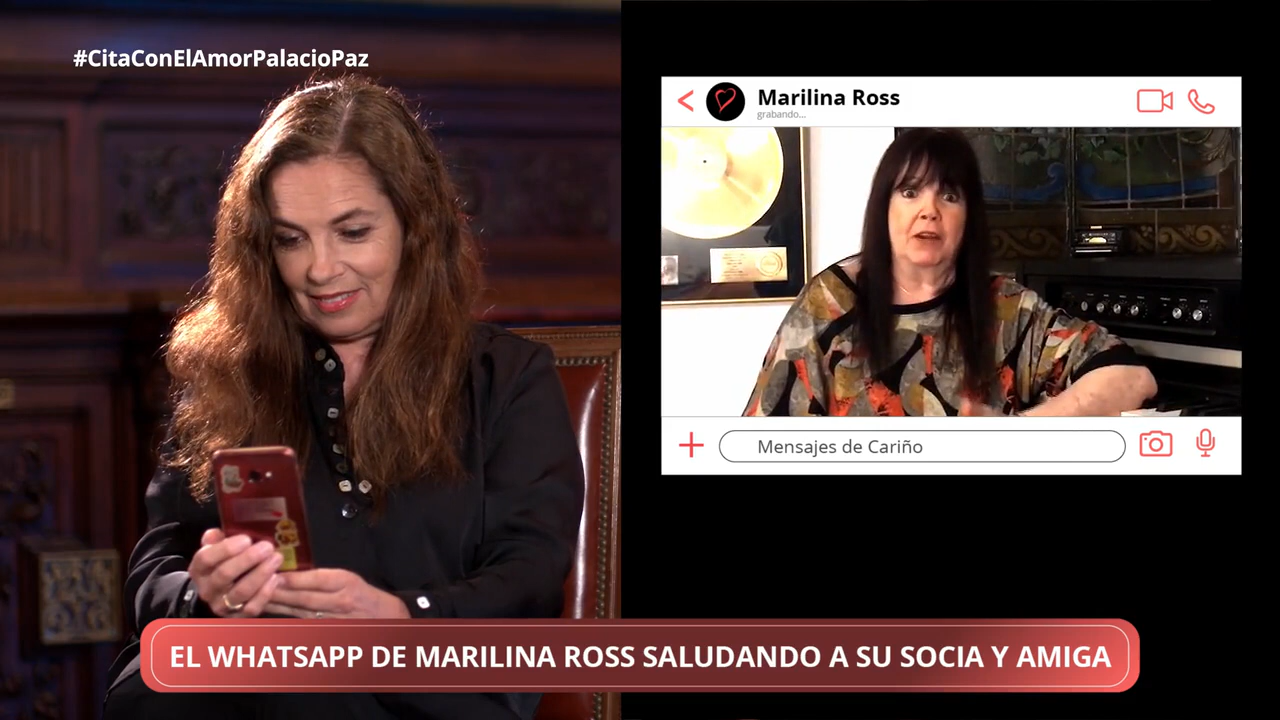 #CitaConElAmorPalacioPaz
Marilina Ross
grabando...
Mensajes de Cariño
EL WHATSAPP DE MARILINA ROSS SALUDANDO A SU SOCIA Y AMIGA